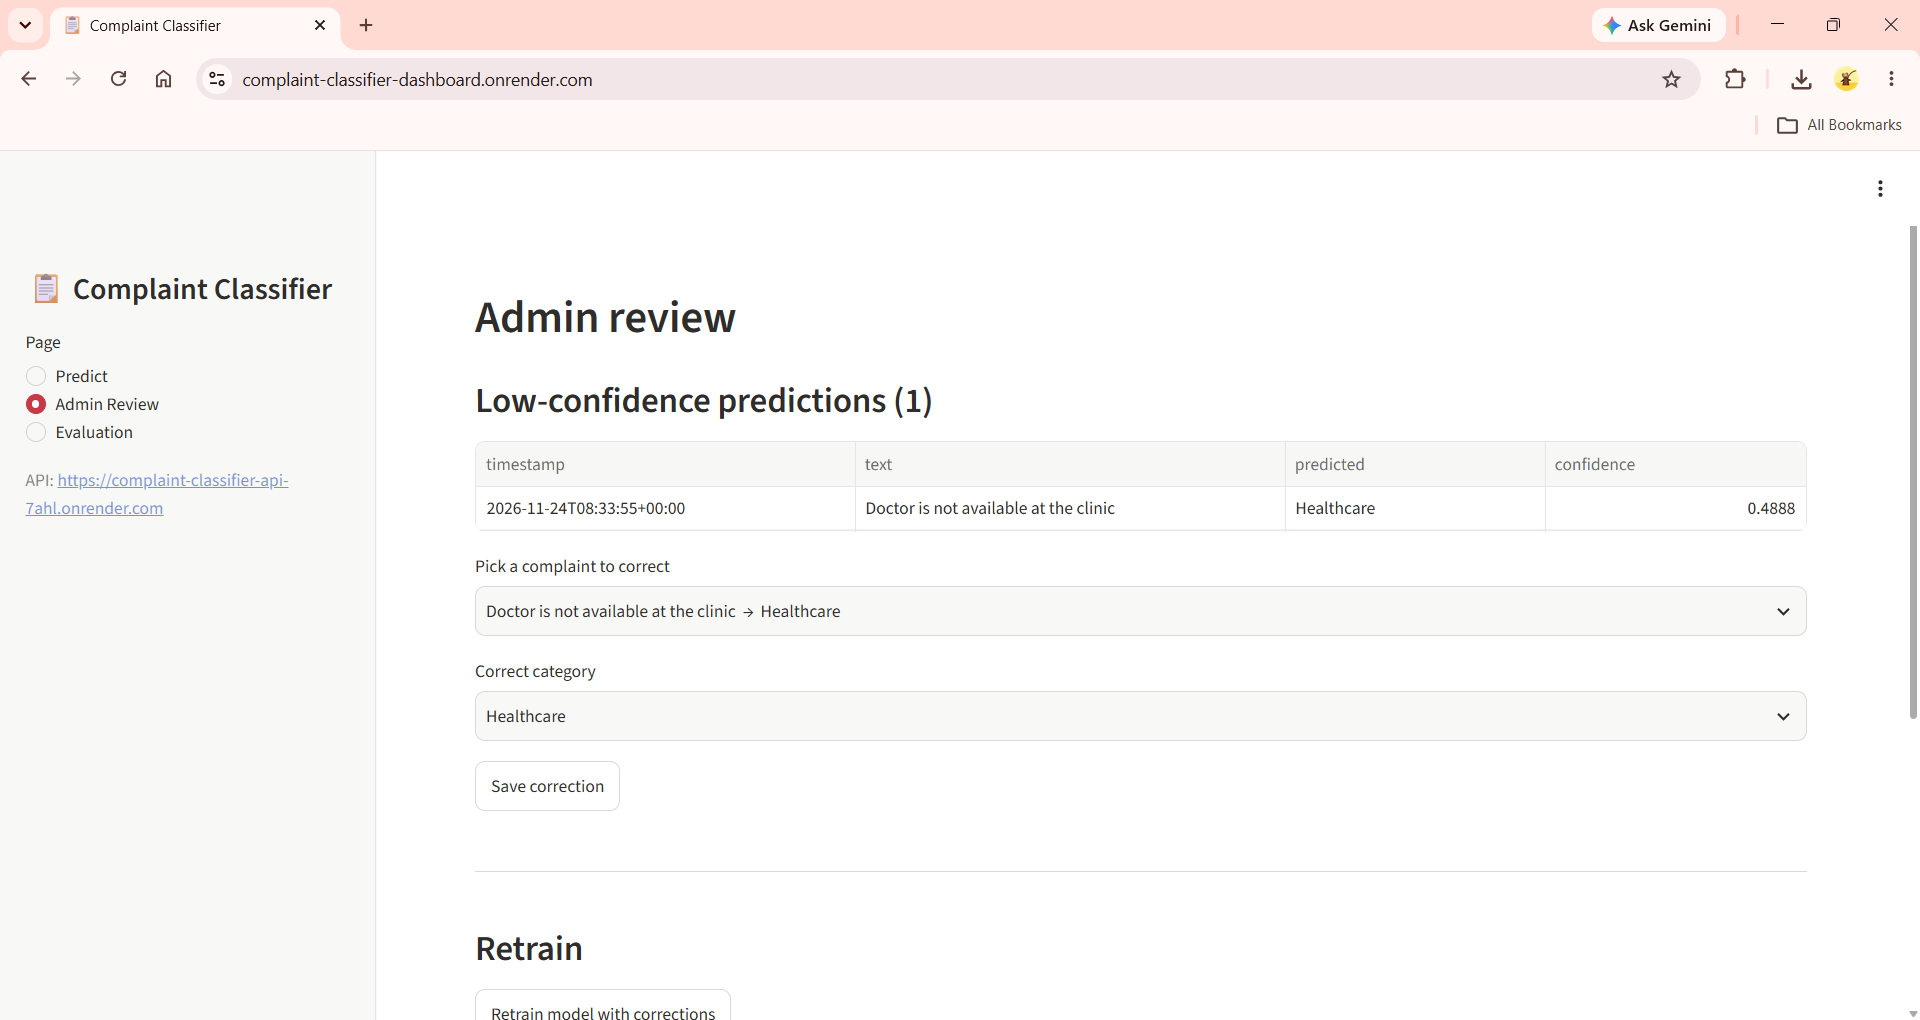 Complaint Classifier
Ask Gemini
complaint-classifier-dashboard.onrender.com
All Bookmarks
Complaint Classifier
Page
Predict
Admin Review
Evaluation
API: https://complaint-classifier-api-
7ahl.onrender.com
Admin review
Low-confidence predictions (1)
timestamp text predicted confidence
2026-11-24T08:33:55+00:00 Doctor is not available at the clinic Healthcare 0.4888
Pick a complaint to correct
Doctor is not available at the clinic → Healthcare
Correct category
Healthcare
Save correction
Retrain
Retrain model with corrections